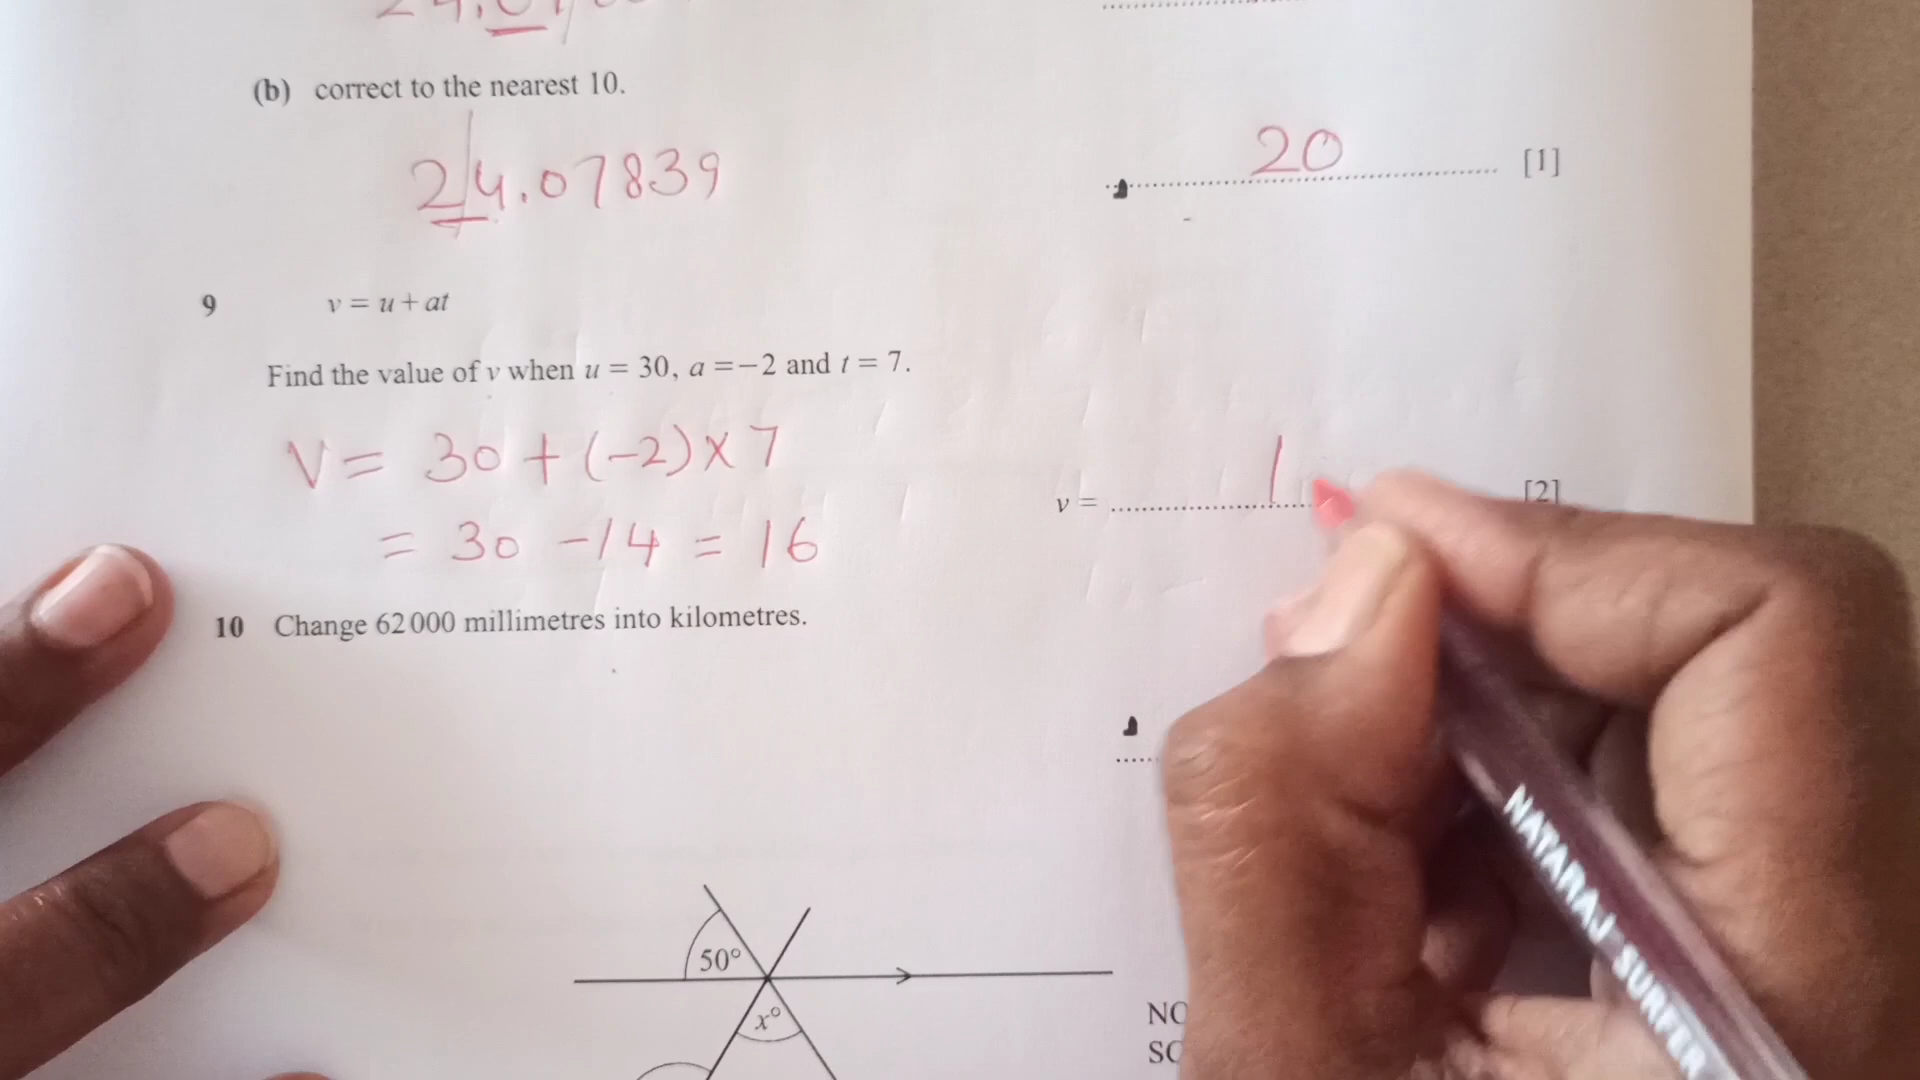 (b) correct to the nearest 10.
24.07839
20
[1]
9 v = u + at
Find the value of v when u = 30, a = −2 and t = 7.
V = 30 + (-2) × 7
v = 1
[2]
= 30 - 14 = 16
10 Change 62 000 millimetres into kilometres.
50°
x°
NATARAJ SURFER